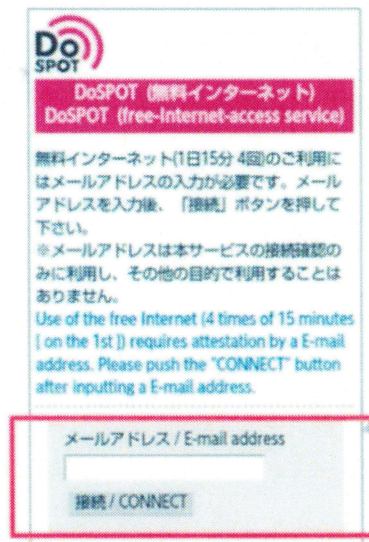 Do
SPOT
DoSPOT (無料インターネット)
DoSPOT (free-Internet-access service)
無料インターネット(1日15分 4回)のご利用に
はメールアドレスの入力が必要です。メール
アドレスを入力後、「接続」ボタンを押して
下さい。
※メールアドレスは本サービスの接続確認の
みに利用し、その他の目的で利用することは
ありません。
Use of the free Internet (4 times of 15 minutes
[ on the 1st ]) requires attestation by a E-mail
address. Please push the "CONNECT" button
after inputting a E-mail address.
メールアドレス / E-mail address
接続 / CONNECT